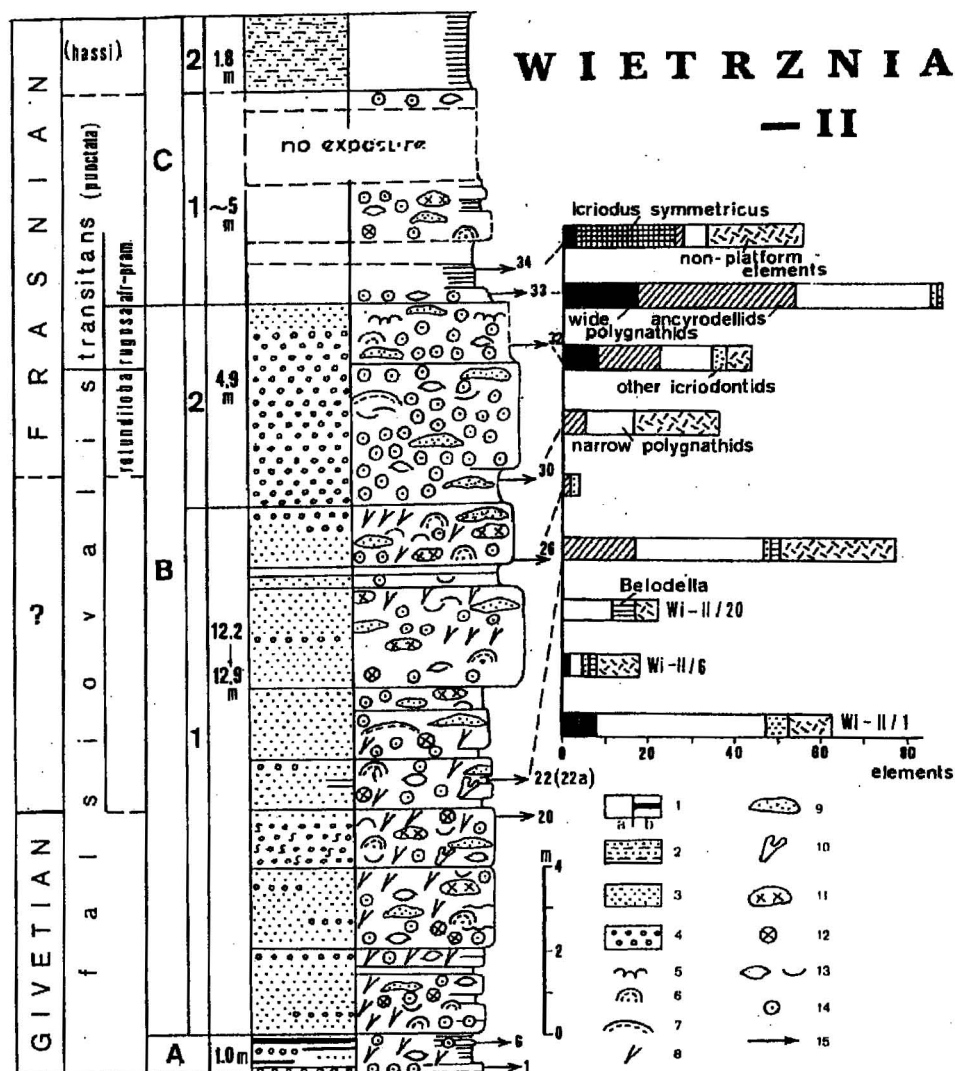 WIETRZNIA
— II
FRASNIAN
?
GIVETIAN
(hassi)
transitans (punctata)
falsiovalis
rugosa
afr-pram.
rotundiloba
C
B
A
2
1
2
1
1.8
m
~5
m
4.9
m
12.2
12.9
m
1.0 m
no exposure
34
33
32
30
26
22 (22a)
20
6
1
m
4
2
0
Icriodus symmetricus
non-platform
elements
wide
polygnathids
ancyrodellids
other icriodontids
narrow polygnathids
Belodella
Wi-II/20
Wi-II/6
Wi-II/1
0 20 40 60 80
elements
a b 1
2
3
4
5
6
7
8
9
10
11
12
13
14
15